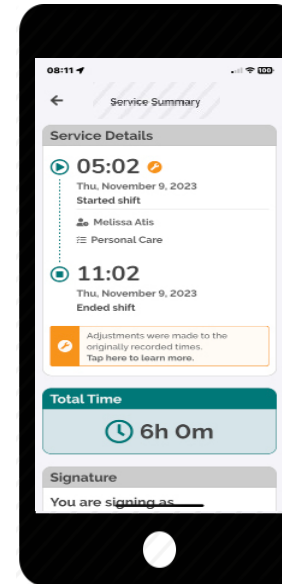 08:11
100
Service Summary
Service Details
05:02
Thu, November 9, 2023
Started shift
Melissa Atis
Personal Care
11:02
Thu, November 9, 2023
Ended shift
Adjustments were made to the
originally recorded times.
Tap here to learn more.
Total Time
6h 0m
Signature
You are signing as